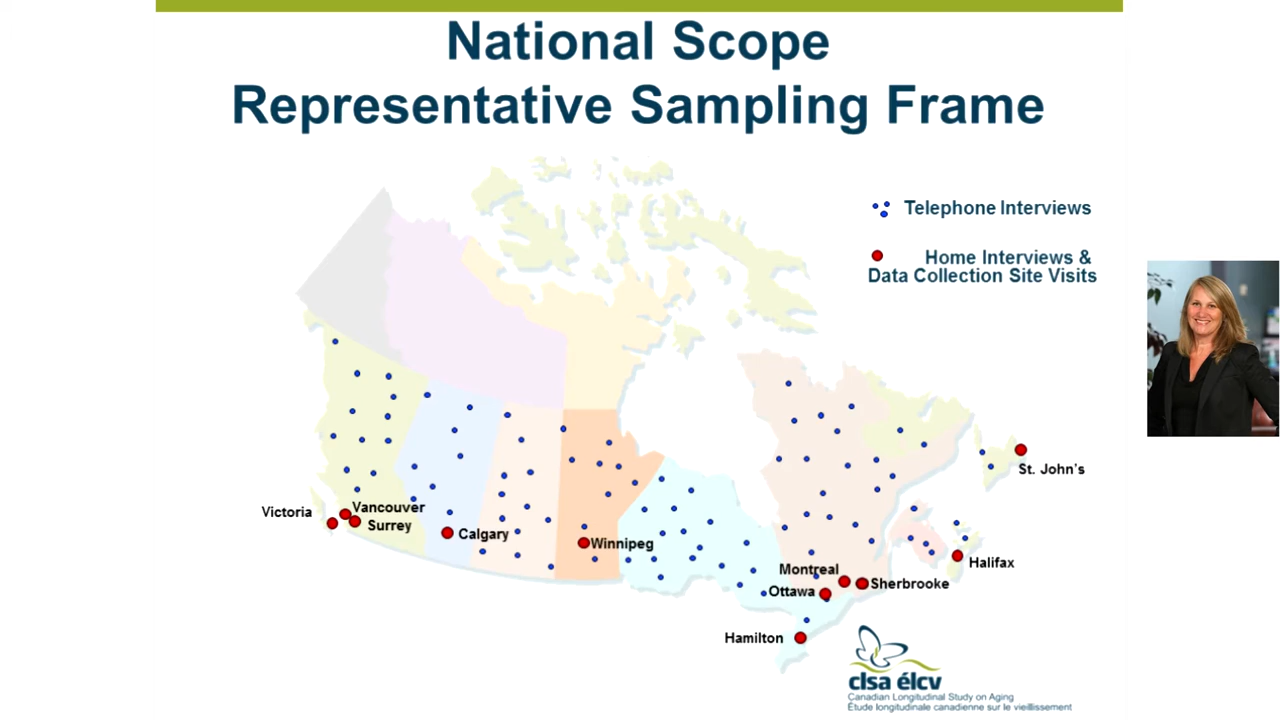 National Scope
Representative Sampling Frame
Telephone Interviews
Home Interviews &
Data Collection Site Visits
St. John's
Victoria
Vancouver
Surrey
Calgary
Winnipeg
Halifax
Montreal
Sherbrooke
Ottawa
Hamilton
clsa élcv
Canadian Longitudinal Study on Aging
Étude longitudinale canadienne sur le vieillissement